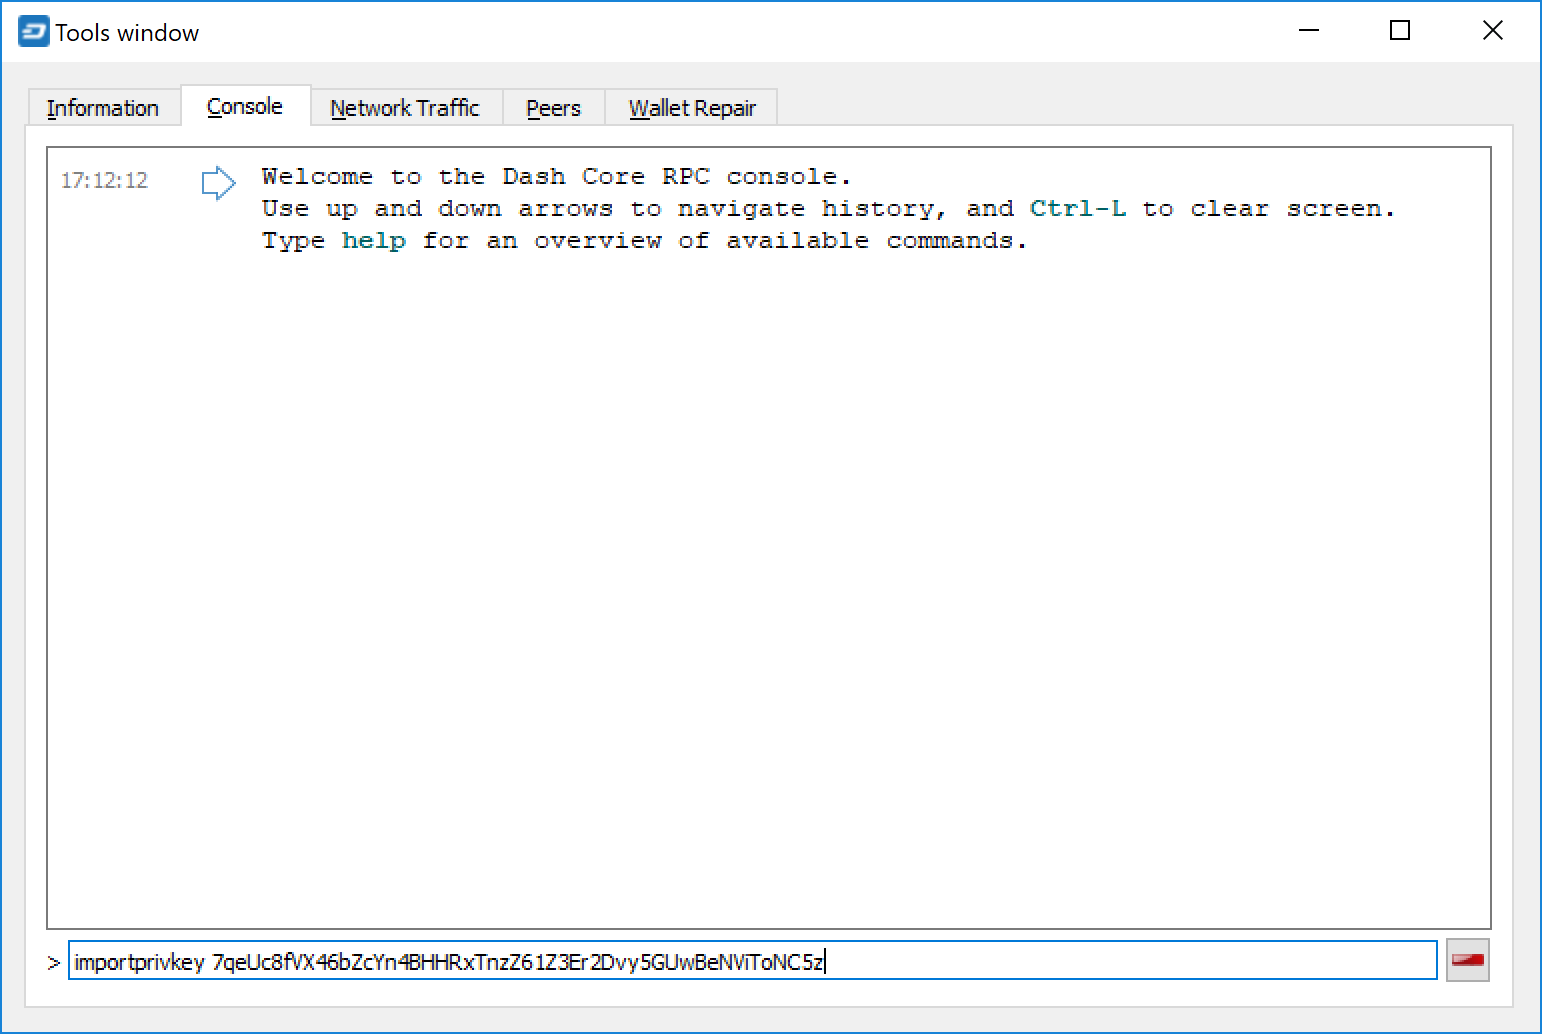 Tools window
Information Console Network Traffic Peers Wallet Repair
17:12:12 Welcome to the Dash Core RPC console.
Use up and down arrows to navigate history, and Ctrl-L to clear screen.
Type help for an overview of available commands.
> importprivkey 7qeUc8fVX46bZcYn4BHHRxTnzZ61Z3Er2Dvy5GUwBeNViToNC5z